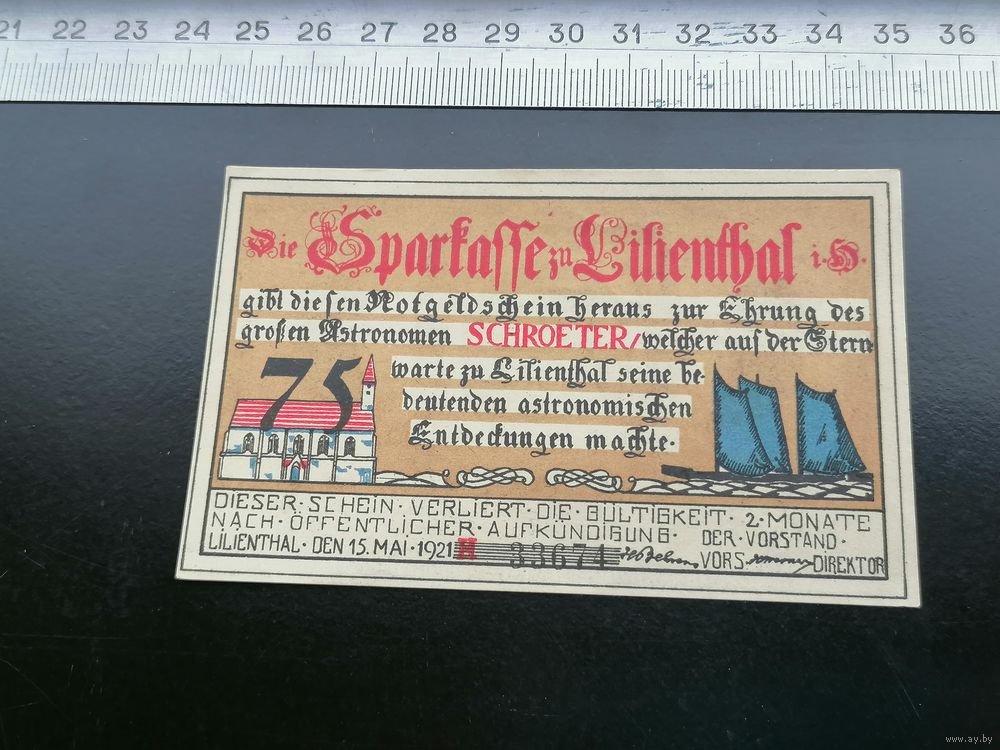 21 22 23 24 25 26 27 28 29 30 31 32 33 34 35 36
Die Sparkasse zu Lilienthal i. H.
gibt diesen Notgeldschein heraus zur Ehrung des
großen Astronomen SCHROETER/ welcher auf der Stern
warte zu Lilienthal seine be-
deutenden astronomischen
Entdeckungen machte.
75
DIESER · SCHEIN · VERLIERT · DIE · GÜLTIGKEIT · 2 · MONATE
NACH · ÖFFENTLICHER · AUFKÜNDIGUNG · DER · VORSTAND ·
LILIENTHAL · DEN 15. MAI · 1921 H 33674 VORS. DIREKTOR
www.ay.by